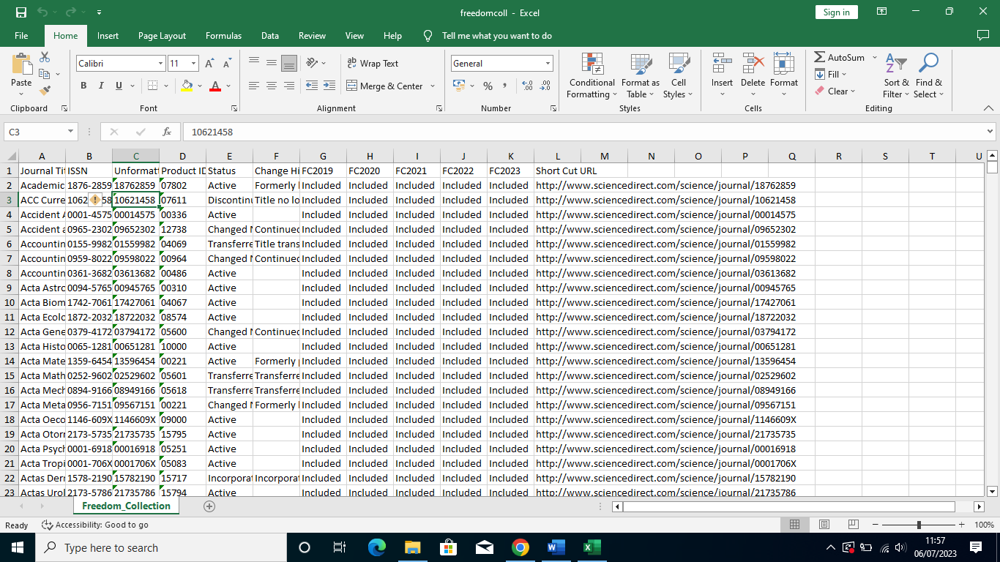 freedomcoll - Excel
Sign in
File Home Insert Page Layout Formulas Data Review View Help Tell me what you want to do
Paste
Calibri 11
B I U
Wrap Text
Merge & Center
General
% ,
Conditional Formatting
Format as Table
Cell Styles
Insert Delete Format
AutoSum
Fill
Clear
Sort & Filter
Find & Select
Clipboard Font Alignment Number Styles Cells Editing
C3 fx 10621458
A B C D E F G H I J K L M N O P Q R S T U
1 Journal Tit ISSN Unformatt Product ID Status Change Hi FC2019 FC2020 FC2021 FC2022 FC2023 Short Cut URL
2 Academic 1876-2859 18762859 07802 Active Formerly Included Included Included Included Included http://www.sciencedirect.com/science/journal/18762859
3 ACC Curre 1062 58 10621458 07611 Discontinu Title no lo Included Included Included Included Included http://www.sciencedirect.com/science/journal/10621458
4 Accident A 0001-4575 00014575 00336 Active Included Included Included Included Included http://www.sciencedirect.com/science/journal/00014575
5 Accident a 0965-2302 09652302 12738 Changed N Continued Included Included Included Included Included http://www.sciencedirect.com/science/journal/09652302
6 Accountin 0155-9982 01559982 04069 Transferre Title trans Included Included Included Included Included http://www.sciencedirect.com/science/journal/01559982
7 Accountin 0959-8022 09598022 00964 Changed N Continued Included Included Included Included Included http://www.sciencedirect.com/science/journal/09598022
8 Accountin 0361-3682 03613682 00486 Active Included Included Included Included Included http://www.sciencedirect.com/science/journal/03613682
9 Acta Astro 0094-5765 00945765 00310 Active Included Included Included Included Included http://www.sciencedirect.com/science/journal/00945765
10 Acta Biom 1742-7061 17427061 04067 Active Included Included Included Included Included http://www.sciencedirect.com/science/journal/17427061
11 Acta Ecolo 1872-2032 18722032 08574 Active Included Included Included Included Included http://www.sciencedirect.com/science/journal/18722032
12 Acta Gene 0379-4172 03794172 05600 Changed N Continued Included Included Included Included Included http://www.sciencedirect.com/science/journal/03794172
13 Acta Histo 0065-1281 00651281 10000 Active Included Included Included Included Included http://www.sciencedirect.com/science/journal/00651281
14 Acta Mate 1359-6454 13596454 00221 Active Formerly Included Included Included Included Included http://www.sciencedirect.com/science/journal/13596454
15 Acta Math 0252-9602 02529602 05601 Transferre Transferre Included Included Included Included Included http://www.sciencedirect.com/science/journal/02529602
16 Acta Mech 0894-9166 08949166 05618 Transferre Transferre Included Included Included Included Included http://www.sciencedirect.com/science/journal/08949166
17 Acta Meta 0956-7151 09567151 00221 Changed N Formerly Included Included Included Included Included http://www.sciencedirect.com/science/journal/09567151
18 Acta Oeco 1146-609X 1146609X 09000 Active Included Included Included Included Included http://www.sciencedirect.com/science/journal/1146609X
19 Acta Otorr 2173-5735 21735735 15795 Active Included Included Included Included Included http://www.sciencedirect.com/science/journal/21735735
20 Acta Psych 0001-6918 00016918 05251 Active Included Included Included Included Included http://www.sciencedirect.com/science/journal/00016918
21 Acta Tropi 0001-706X 0001706X 05083 Active Included Included Included Included Included http://www.sciencedirect.com/science/journal/0001706X
22 Actas Derr 1578-2190 15782190 15717 Incorporat Incorporat Included Included Included Included Included http://www.sciencedirect.com/science/journal/15782190
23 Actas Urol 2173-5786 21735786 15794 Active Included Included Included Included Included http://www.sciencedirect.com/science/journal/21735786
Freedom_Collection
Ready Accessibility: Good to go 100%
Type here to search
11:57
06/07/2023